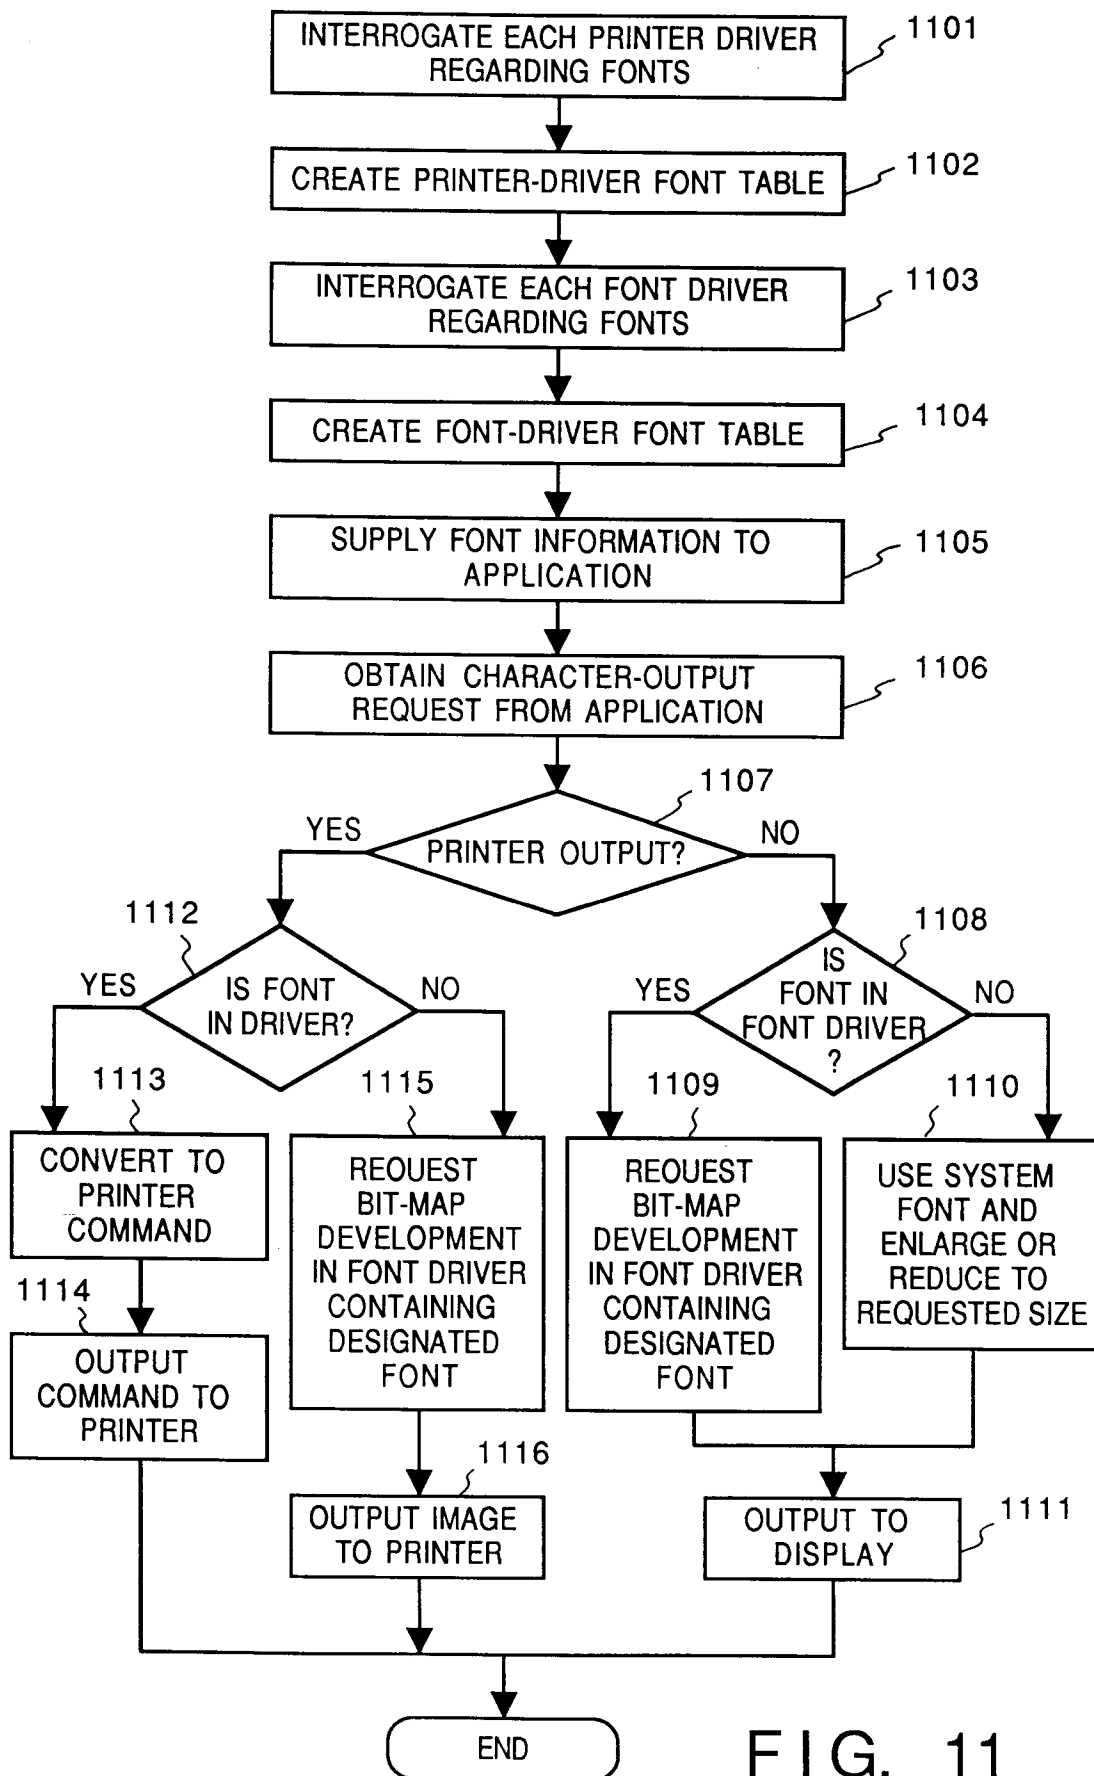 INTERROGATE EACH PRINTER DRIVER
REGARDING FONTS
1101
CREATE PRINTER-DRIVER FONT TABLE
1102
INTERROGATE EACH FONT DRIVER
REGARDING FONTS
1103
CREATE FONT-DRIVER FONT TABLE
1104
SUPPLY FONT INFORMATION TO
APPLICATION
1105
OBTAIN CHARACTER-OUTPUT
REQUEST FROM APPLICATION
1106
PRINTER OUTPUT?
1107
YES
NO
1112
IS FONT
IN DRIVER?
YES
NO
1108
IS
FONT IN
FONT DRIVER
?
YES
NO
1113
CONVERT TO
PRINTER
COMMAND
1114
OUTPUT
COMMAND TO
PRINTER
1115
REQUEST
BIT-MAP
DEVELOPMENT
IN FONT DRIVER
CONTAINING
DESIGNATED
FONT
1116
OUTPUT IMAGE
TO PRINTER
1109
REQUEST
BIT-MAP
DEVELOPMENT
IN FONT DRIVER
CONTAINING
DESIGNATED
FONT
1110
USE SYSTEM
FONT AND
ENLARGE OR
REDUCE TO
REQUESTED SIZE
OUTPUT TO
DISPLAY
1111
END
FIG. 11